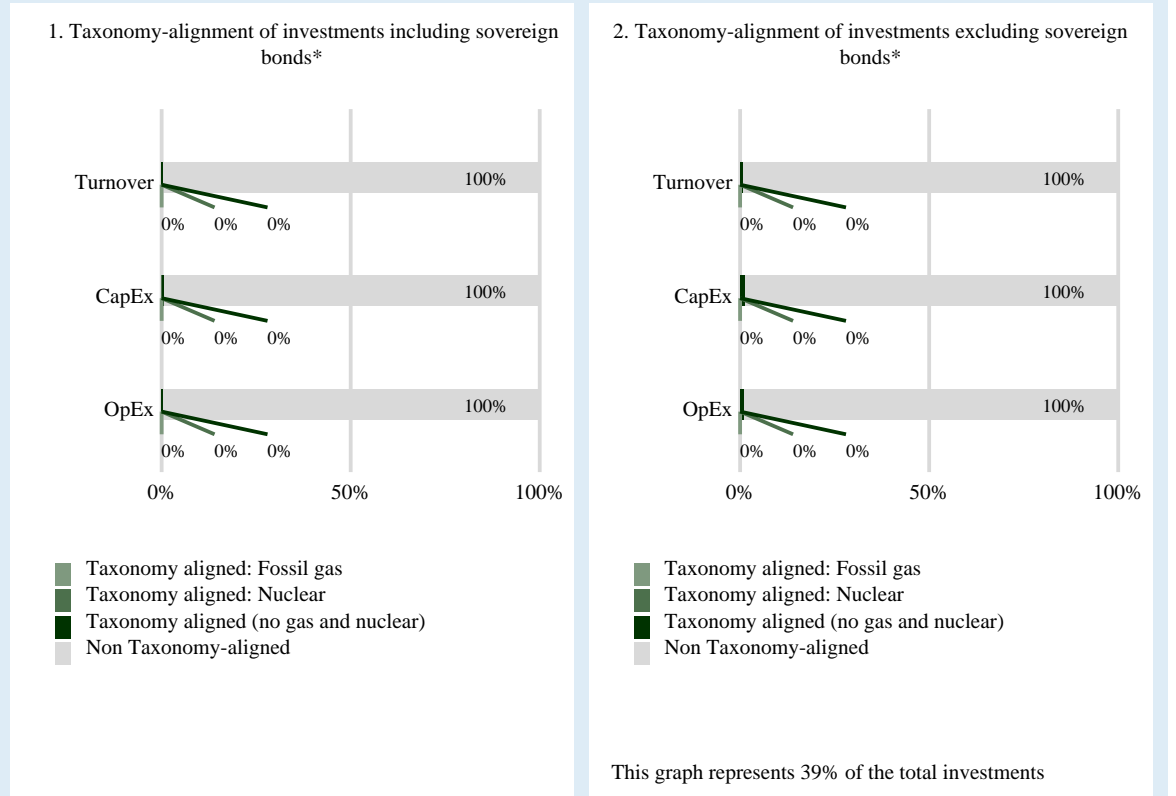 1. Taxonomy-alignment of investments including sovereign
bonds*
Turnover
100%
0% 0% 0%
CapEx
100%
0% 0% 0%
OpEx
100%
0% 0% 0%
0% 50% 100%
Taxonomy aligned: Fossil gas
Taxonomy aligned: Nuclear
Taxonomy aligned (no gas and nuclear)
Non Taxonomy-aligned
2. Taxonomy-alignment of investments excluding sovereign
bonds*
Turnover
100%
0% 0% 0%
CapEx
100%
0% 0% 0%
OpEx
100%
0% 0% 0%
0% 50% 100%
Taxonomy aligned: Fossil gas
Taxonomy aligned: Nuclear
Taxonomy aligned (no gas and nuclear)
Non Taxonomy-aligned
This graph represents 39% of the total investments